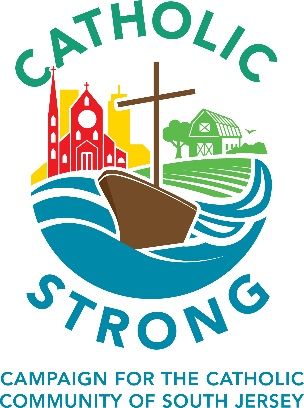 CATHOLIC
STRONG
CAMPAIGN FOR THE CATHOLIC
COMMUNITY OF SOUTH JERSEY